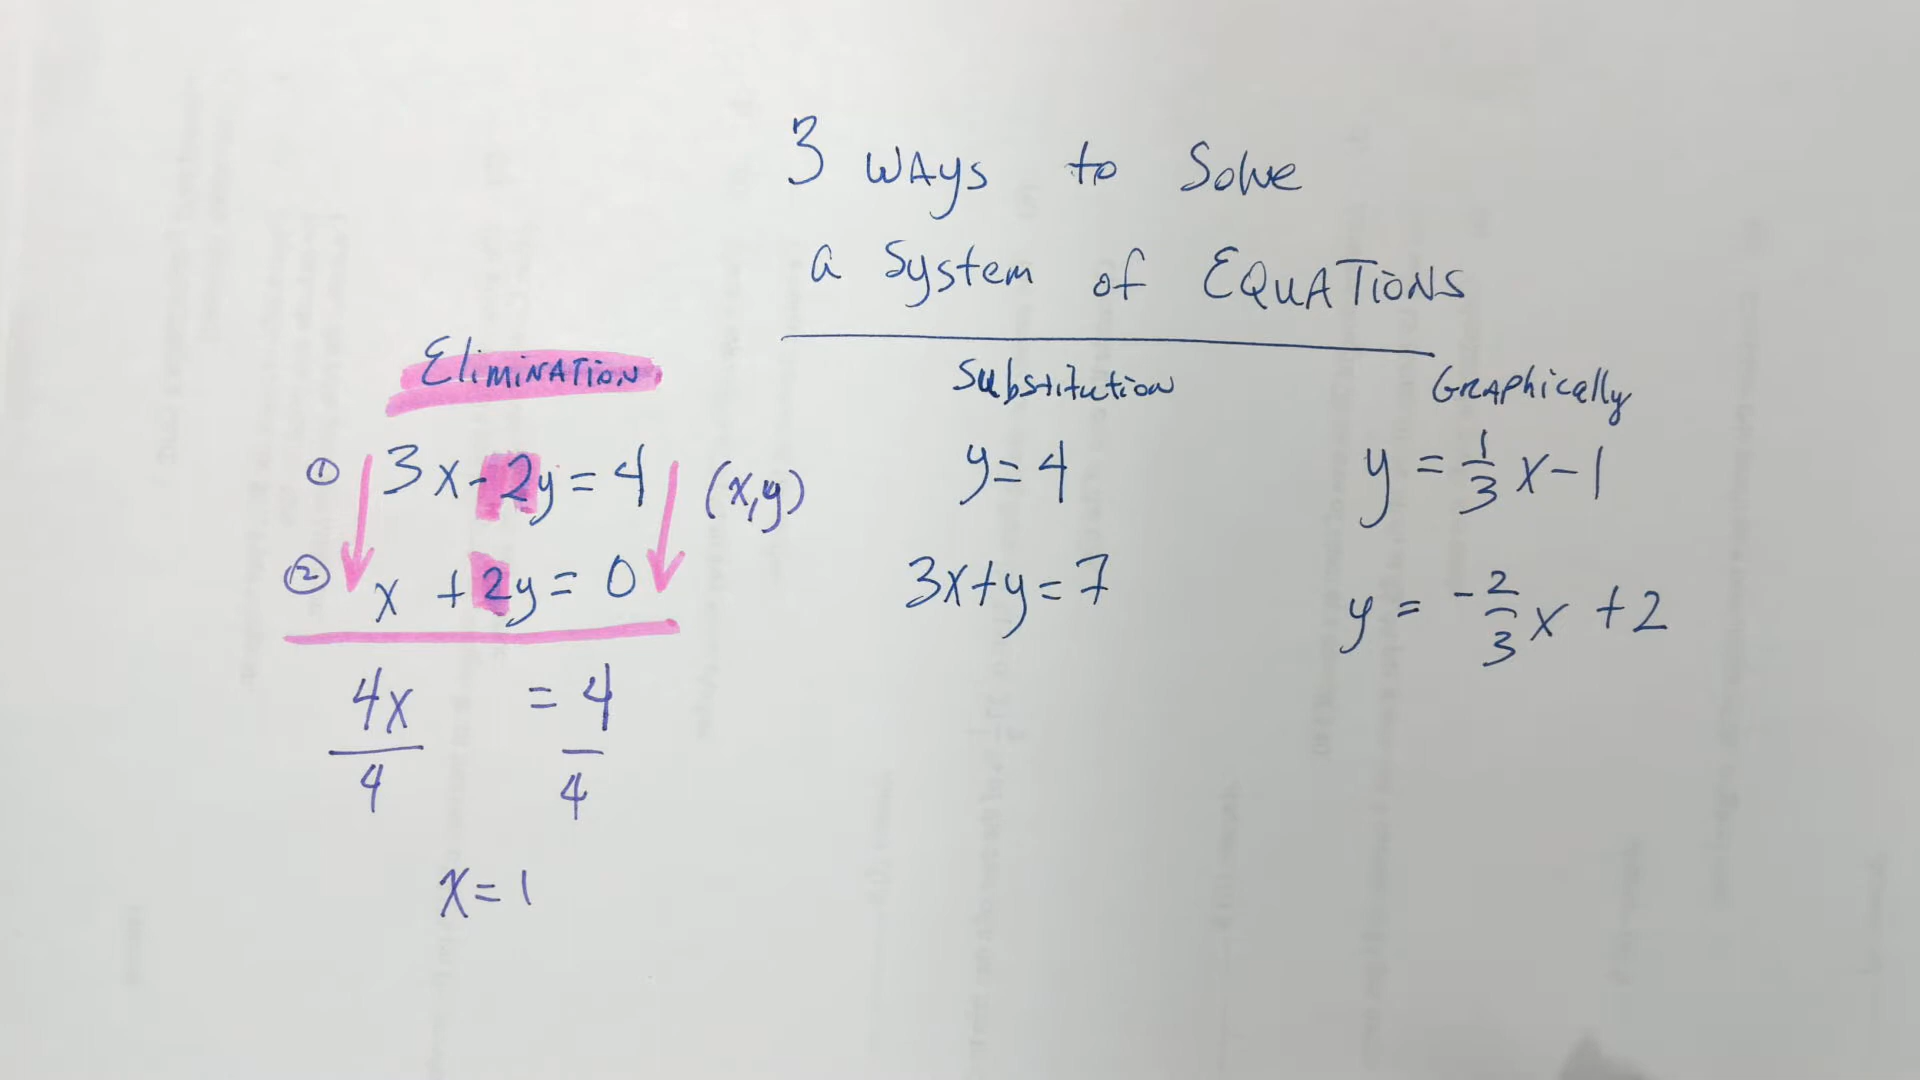 3 WAys to Solve
a System of EQUATIONS
Elimination
① 3x-2y=4 (x,y)
② x +2y= 0
4x = 4
4 4
x=1
Substitution
y=4
3x+y=7
GRAphically
y = 1/3 x-1
y = -2/3 x +2